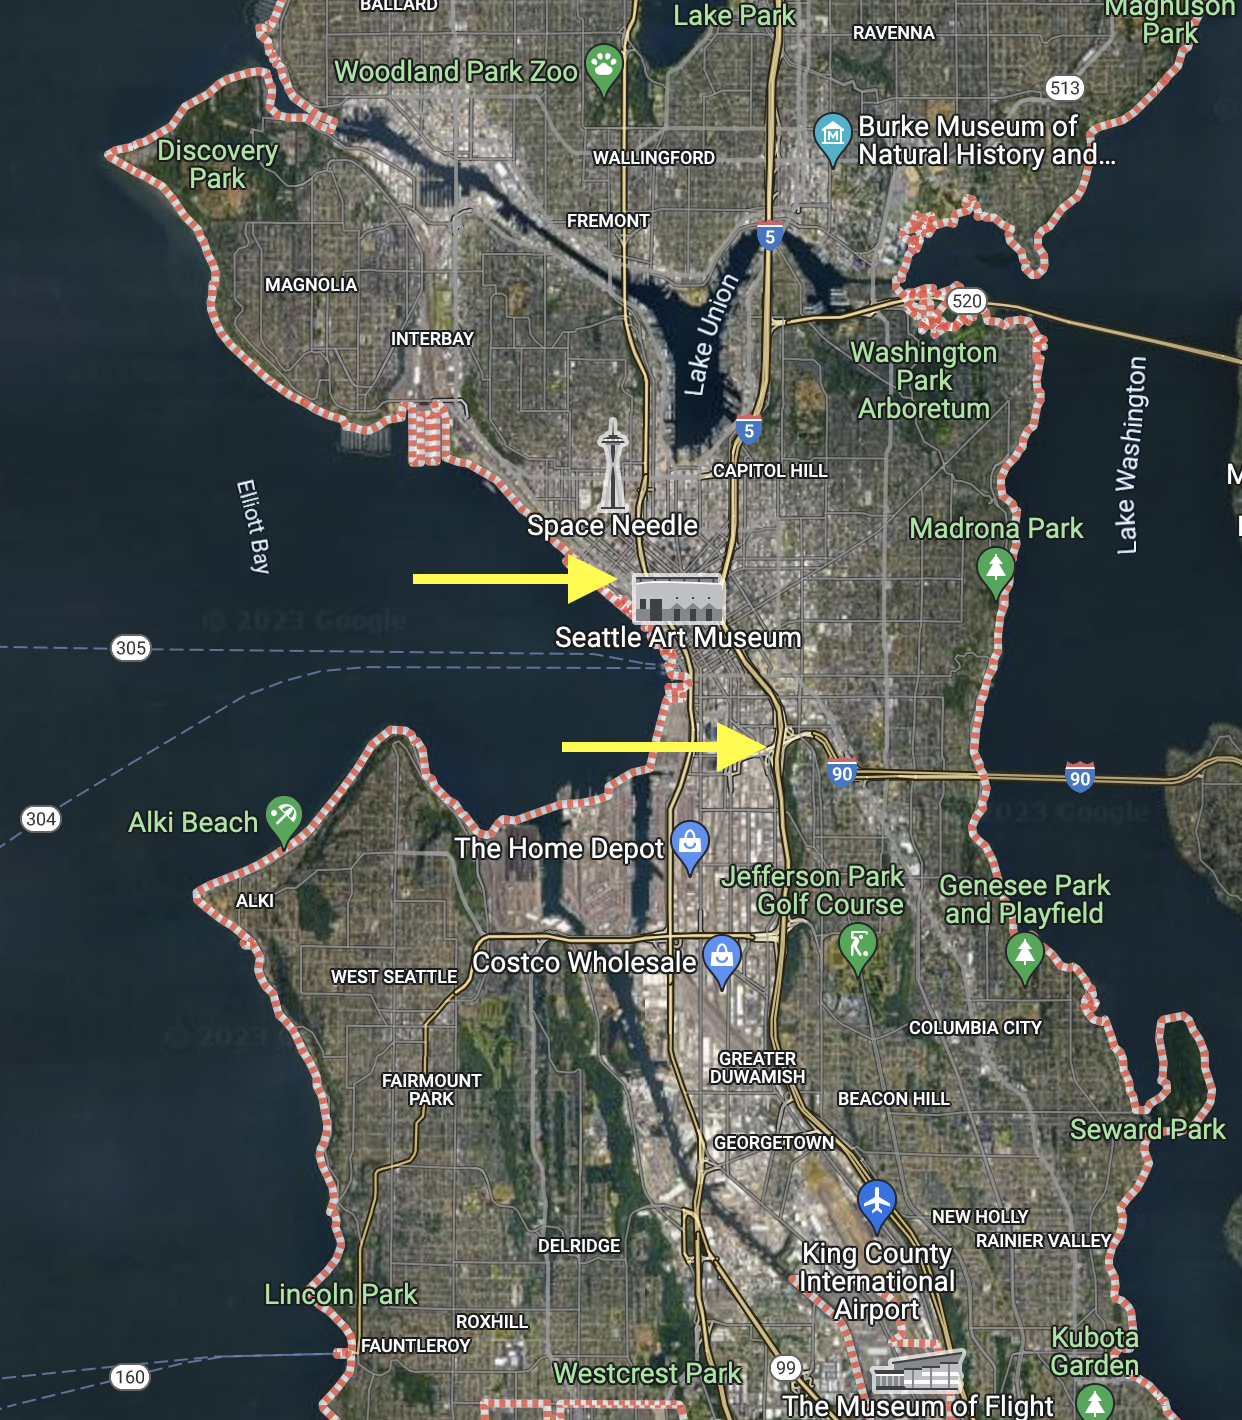 BALLARD
Lake Park
Magnuson
Park
RAVENNA
Woodland Park Zoo
513
Burke Museum of
Natural History and...
Discovery
Park
WALLINGFORD
FREMONT
5
MAGNOLIA
Lake Union
520
INTERBAY
Washington
Park
Arboretum
Lake Washington
5
CAPITOL HILL
M
Elliott Bay
Space Needle
Madrona Park
© 2023 Google
Seattle Art Museum
305
90
90
304
Alki Beach
Google
The Home Depot
Jefferson Park
Golf Course
Genesee Park
and Playfield
ALKI
WEST SEATTLE
Costco Wholesale
© 2023
COLUMBIA CITY
GREATER
DUWAMISH
FAIRMOUNT
PARK
BEACON HILL
Seward Park
GEORGETOWN
NEW HOLLY
RAINIER VALLEY
DELRIDGE
King County
International
Airport
Lincoln Park
ROXHILL
FAUNTLEROY
Kubota
Garden
160
Westcrest Park
99
The Museum of Flight